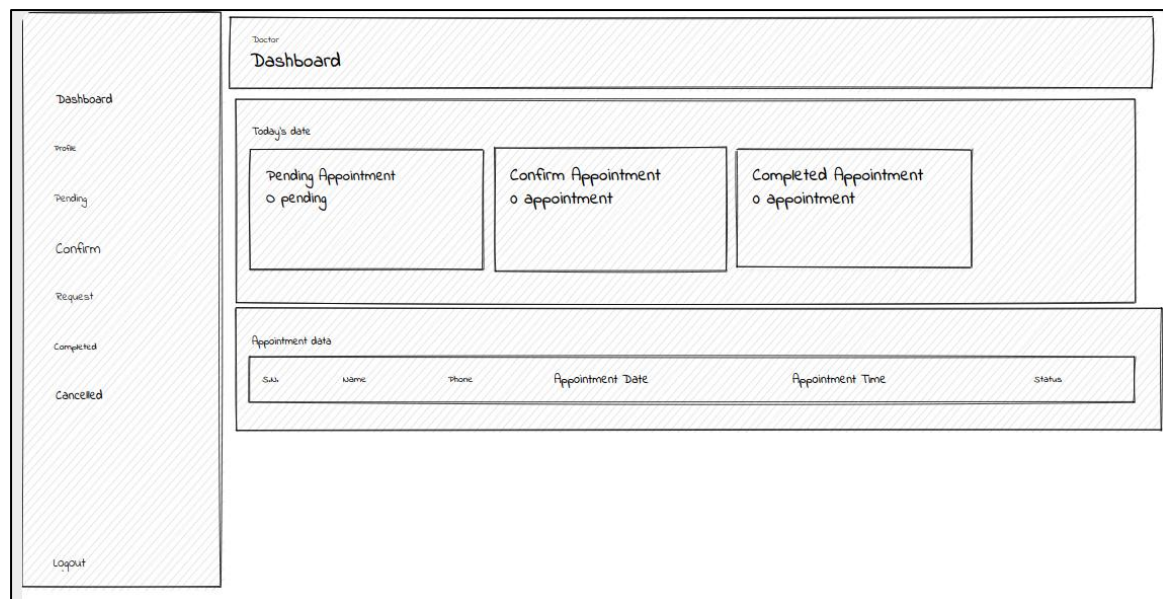 Dashboard
Profile
Pending
Confirm
Request
Completed
Cancelled
Logout
Doctor
Dashboard
Today's date
Pending Appointment
0 pending
Confirm Appointment
0 appointment
Completed Appointment
0 appointment
Appointment data
S.N. Name Phone Appointment Date Appointment Time Status